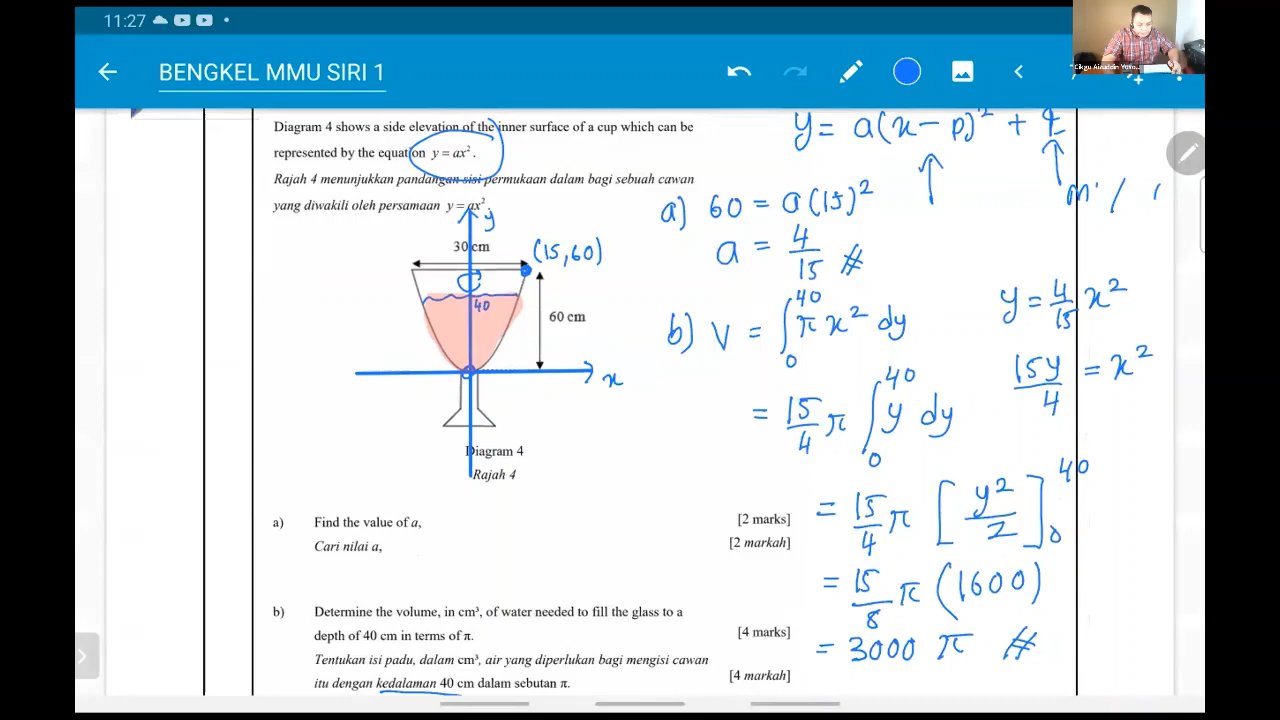 11:27
BENGKEL MMU SIRI 1
Diagram 4 shows a side elevation of the inner surface of a cup which can be
represented by the equation y = ax².
Rajah 4 menunjukkan pandangan sisi permukaan dalam bagi sebuah cawan
yang diwakili oleh persamaan y = ax².
y
30 cm
(15,60)
40
60 cm
x
Diagram 4
Rajah 4
a) Find the value of a, [2 marks]
Cari nilai a, [2 markah]
b) Determine the volume, in cm³, of water needed to fill the glass to a
depth of 40 cm in terms of π. [4 marks]
Tentukan isi padu, dalam cm³, air yang diperlukan bagi mengisi cawan
itu dengan kedalaman 40 cm dalam sebutan π. [4 markah]
y = a(x - p)² + q
a) 60 = a(15)²
a = 4/15 #
b) V = ∫₀⁴⁰ π x² dy
= 15/4 π ∫₀⁴⁰ y dy
= 15/4 π [y²/2]₀⁴⁰
= 15/8 π (1600)
= 3000 π #
y = 4/15 x²
15y/4 = x²